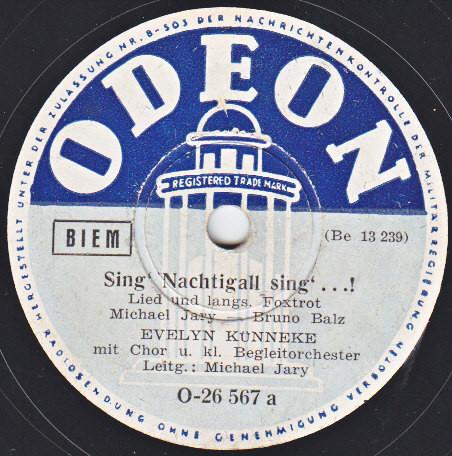 HERGESTELLT UNTER DER ZULASSUNG NR. B-503 DER NACHRICHTENKONTROLLE DER MILITÄRREGIERUNG
ODEON
REGISTERED TRADE MARK
BIEM
(Be 13 239)
Sing' Nachtigall sing'...!
Lied und langs. Foxtrot
Michael Jary - Bruno Balz
EVELYN KÜNNEKE
mit Chor u. kl. Begleitorchester
Leitg.: Michael Jary
O-26 567 a
RADIOSENDUNG OHNE GENEHMIGUNG VERBOTEN